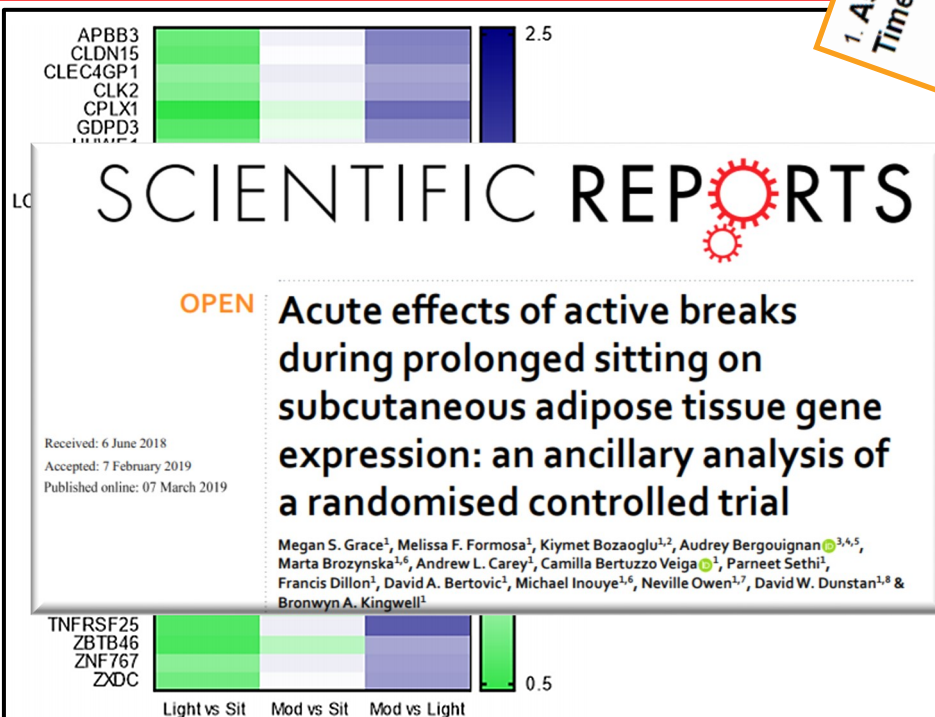 1. 
APBB3
2.5
CLDN15
CLEC4GP1
CLK2
CPLX1
GDPD3
SCIENTIFIC REPORTS
OPEN
Acute effects of active breaks
during prolonged sitting on
subcutaneous adipose tissue gene
expression: an ancillary analysis of
a randomised controlled trial
Received: 6 June 2018
Accepted: 7 February 2019
Published online: 07 March 2019
Megan S. Grace1, Melissa F. Formosa1, Kiymet Bozaoglu1,2, Audrey Bergouignan3,4,5,
Marta Brozynska1,6, Andrew L. Carey1, Camilla Bertuzzo Veiga1, Parneet Sethi1,
Francis Dillon1, David A. Bertovic1, Michael Inouye1,6, Neville Owen1,7, David W. Dunstan1,8 &
Bronwyn A. Kingwell1
TNFRSF25
ZBTB46
ZNF767
ZXDC
0.5
Light vs Sit Mod vs Sit Mod vs Light